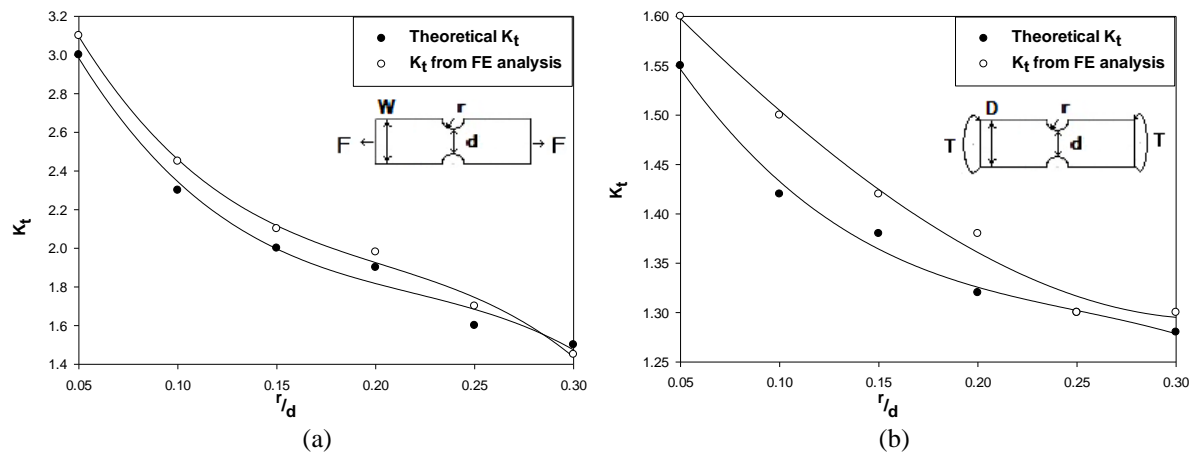 3.2
3.0
2.8
2.6
2.4
2.2
2.0
1.8
1.6
1.4
Kt
0.05 0.10 0.15 0.20 0.25 0.30
r/d
Theoretical Kt
Kt from FE analysis
W r
F d F
(a)
1.60
1.55
1.50
1.45
1.40
1.35
1.30
1.25
Kt
0.05 0.10 0.15 0.20 0.25 0.30
r/d
Theoretical Kt
Kt from FE analysis
D r
T d T
(b)